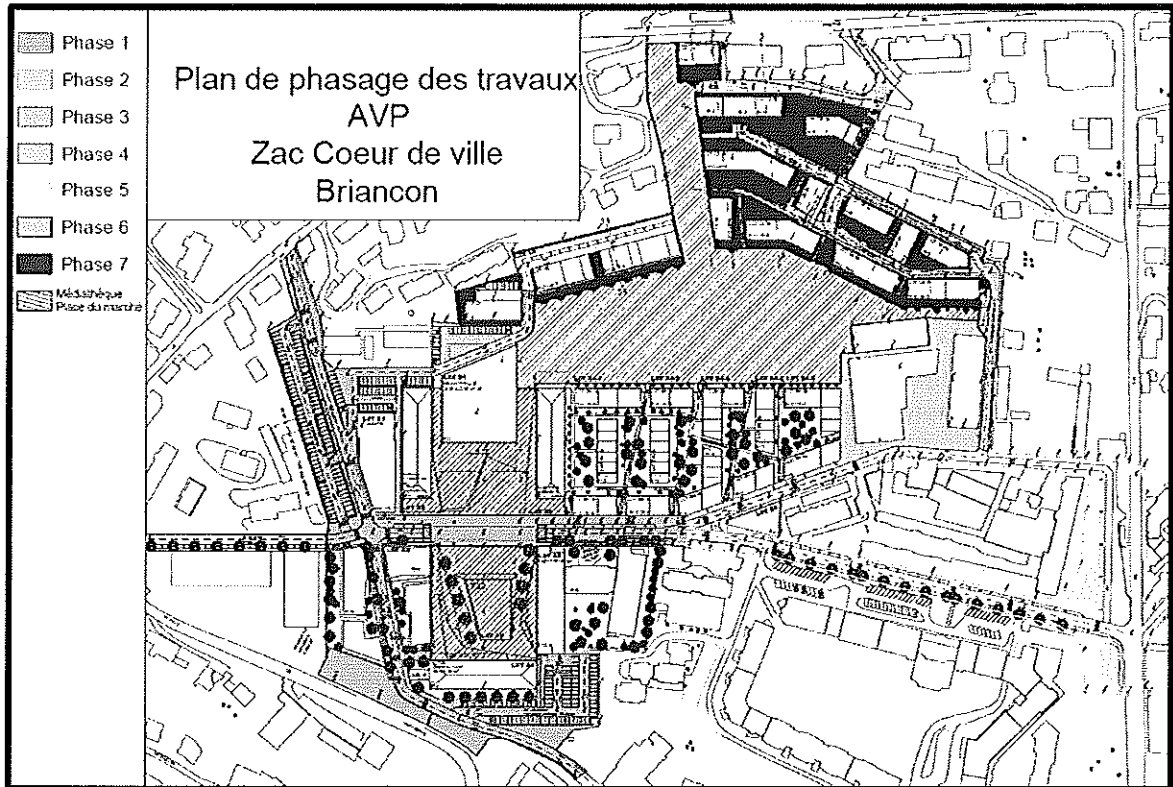 Phase 1
Phase 2
Phase 3
Phase 4
Phase 5
Phase 6
Phase 7
Médiathèque
Place du marché
Plan de phasage des travaux
AVP
Zac Coeur de ville
Briancon